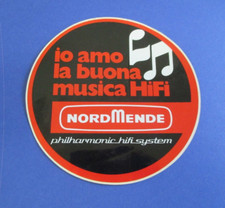 io amo
la buona
musica HiFi
NORDMENDE
philharmonic.hifi.system